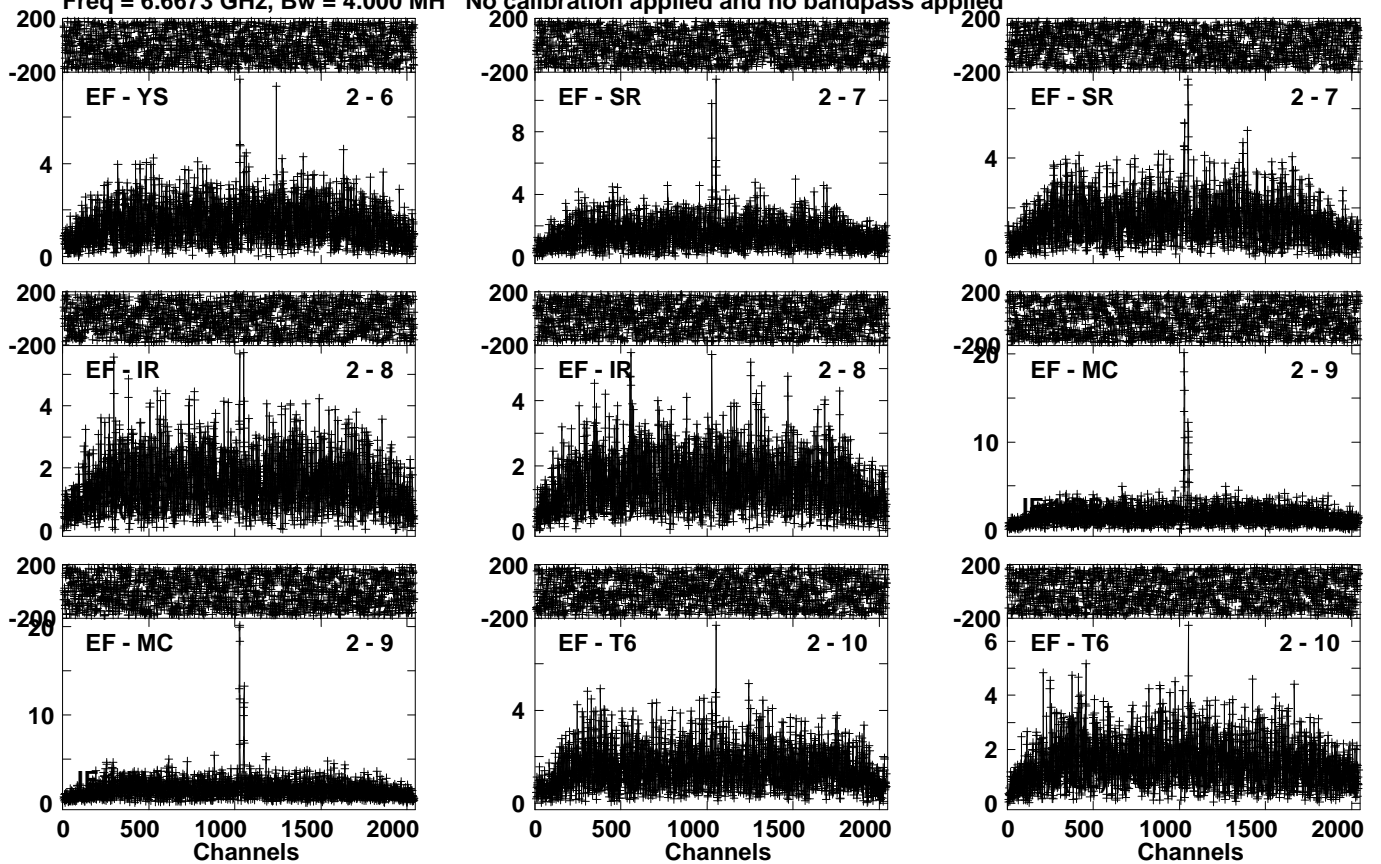 Freq = 6.6673 GHz, Bw = 4.000 MH No calibration applied and no bandpass applied
200 200 200
-200 -200 -200
EF - YS 2 - 6 EF - SR 2 - 7 EF - SR 2 - 7
8
4 4 4
0 0 0
200 200 200
-200 -200 -200
20
EF - IR 2 - 8 EF - IR 2 - 8 EF - MC 2 - 9
4 4 10
2 2
IF
0 0 0
200 200 200
-200 -200 -200
20 6
EF - MC 2 - 9 EF - T6 2 - 10 EF - T6 2 - 10
10 4 4
2
IF
0 0 0
0 500 1000 1500 2000 0 500 1000 1500 2000 0 500 1000 1500 2000
Channels Channels Channels